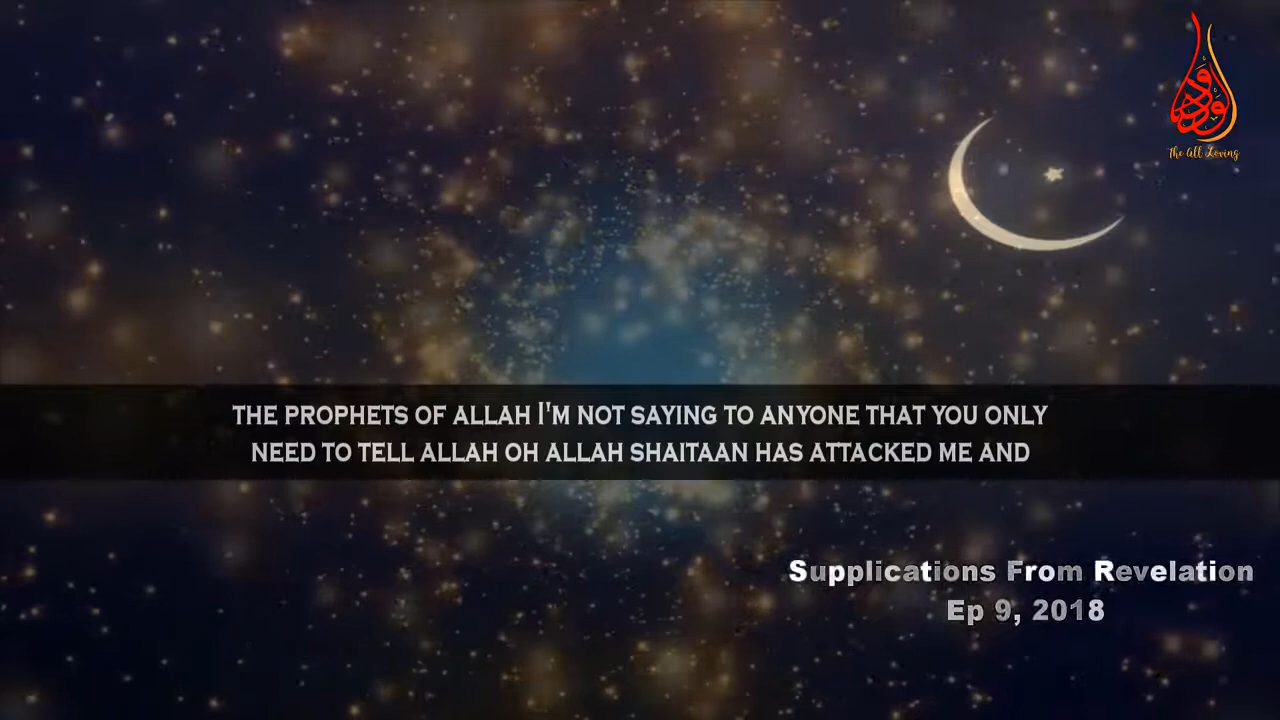 الودود
The All Loving
THE PROPHETS OF ALLAH I'M NOT SAYING TO ANYONE THAT YOU ONLY
NEED TO TELL ALLAH OH ALLAH SHAITAAN HAS ATTACKED ME AND
Supplications From Revelation
Ep 9, 2018